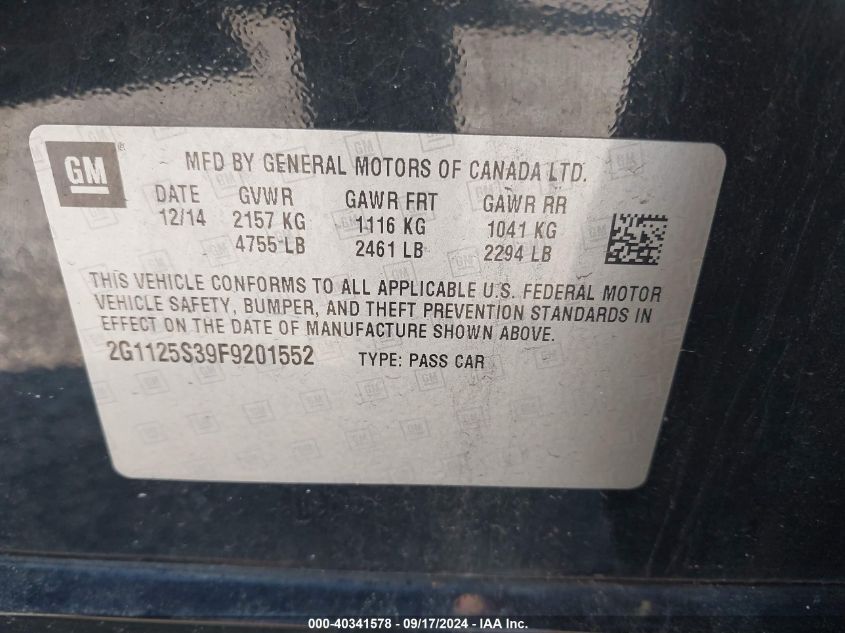 GM ®
MFD BY GENERAL MOTORS OF CANADA LTD.
DATE GVWR GAWR FRT GAWR RR
12/14 2157 KG 1116 KG 1041 KG
4755 LB 2461 LB 2294 LB
THIS VEHICLE CONFORMS TO ALL APPLICABLE U.S. FEDERAL MOTOR
VEHICLE SAFETY, BUMPER, AND THEFT PREVENTION STANDARDS IN
EFFECT ON THE DATE OF MANUFACTURE SHOWN ABOVE.
2G1125S39F9201552 TYPE: PASS CAR
000-40341578 - 09/17/2024 - IAA Inc.